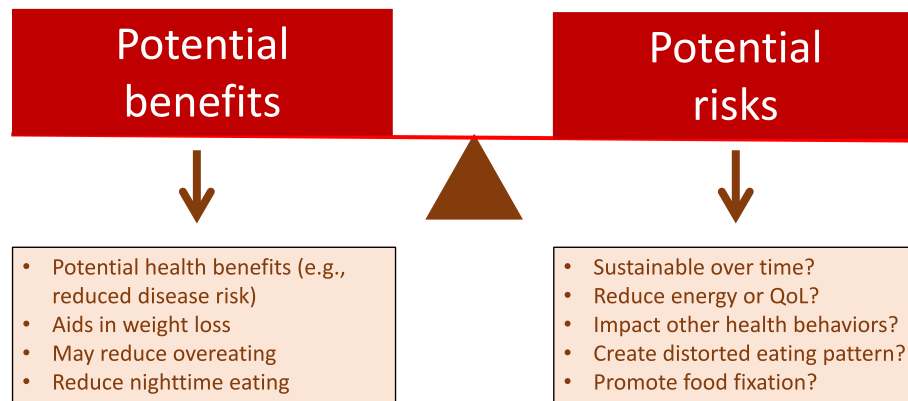 Potential
benefits
Potential
risks
• Potential health benefits (e.g.,
reduced disease risk)
• Aids in weight loss
• May reduce overeating
• Reduce nighttime eating
• Sustainable over time?
• Reduce energy or QoL?
• Impact other health behaviors?
• Create distorted eating pattern?
• Promote food fixation?